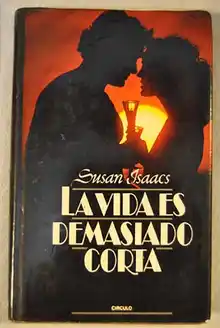 Susan Isaacs
LA VIDA ES
DEMASIADO
CORTA
CIRCULO